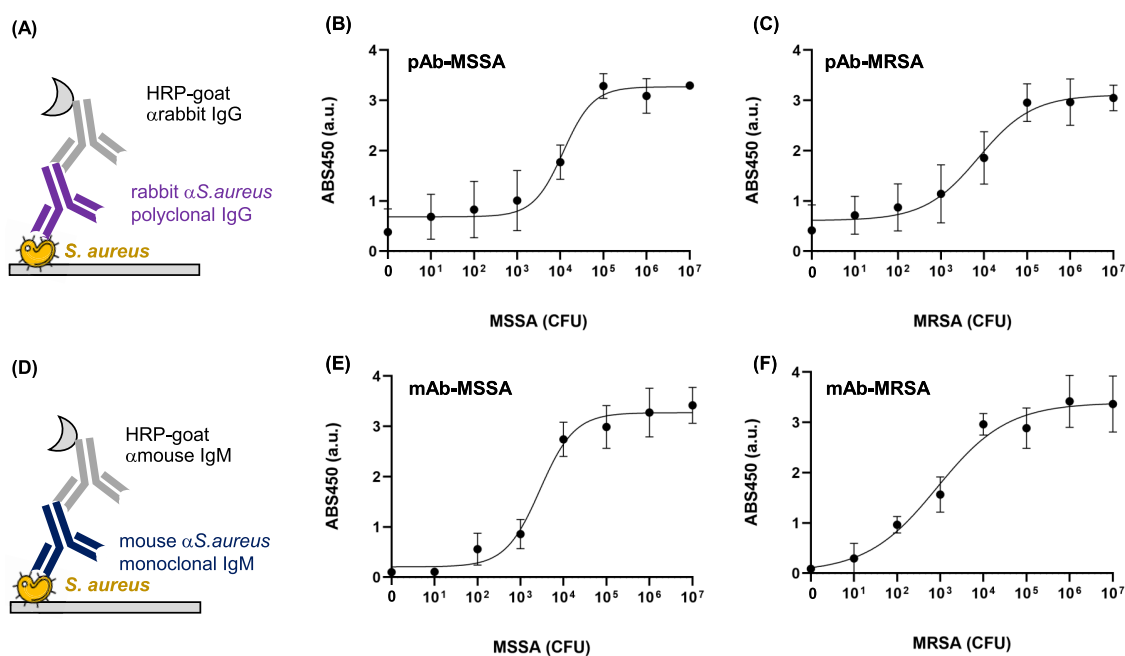 (A)
HRP-goat
αrabbit IgG
rabbit αS.aureus
polyclonal IgG
S. aureus
(B)
pAb-MSSA
ABS450 (a.u.)
4
3
2
1
0
0 10¹ 10² 10³ 10⁴ 10⁵ 10⁶ 10⁷
MSSA (CFU)
(C)
pAb-MRSA
ABS450 (a.u.)
4
3
2
1
0
0 10¹ 10² 10³ 10⁴ 10⁵ 10⁶ 10⁷
MRSA (CFU)
(D)
HRP-goat
αmouse IgM
mouse αS.aureus
monoclonal IgM
S. aureus
(E)
mAb-MSSA
ABS450 (a.u.)
4
3
2
1
0
0 10¹ 10² 10³ 10⁴ 10⁵ 10⁶ 10⁷
MSSA (CFU)
(F)
mAb-MRSA
ABS450 (a.u.)
4
3
2
1
0
0 10¹ 10² 10³ 10⁴ 10⁵ 10⁶ 10⁷
MRSA (CFU)